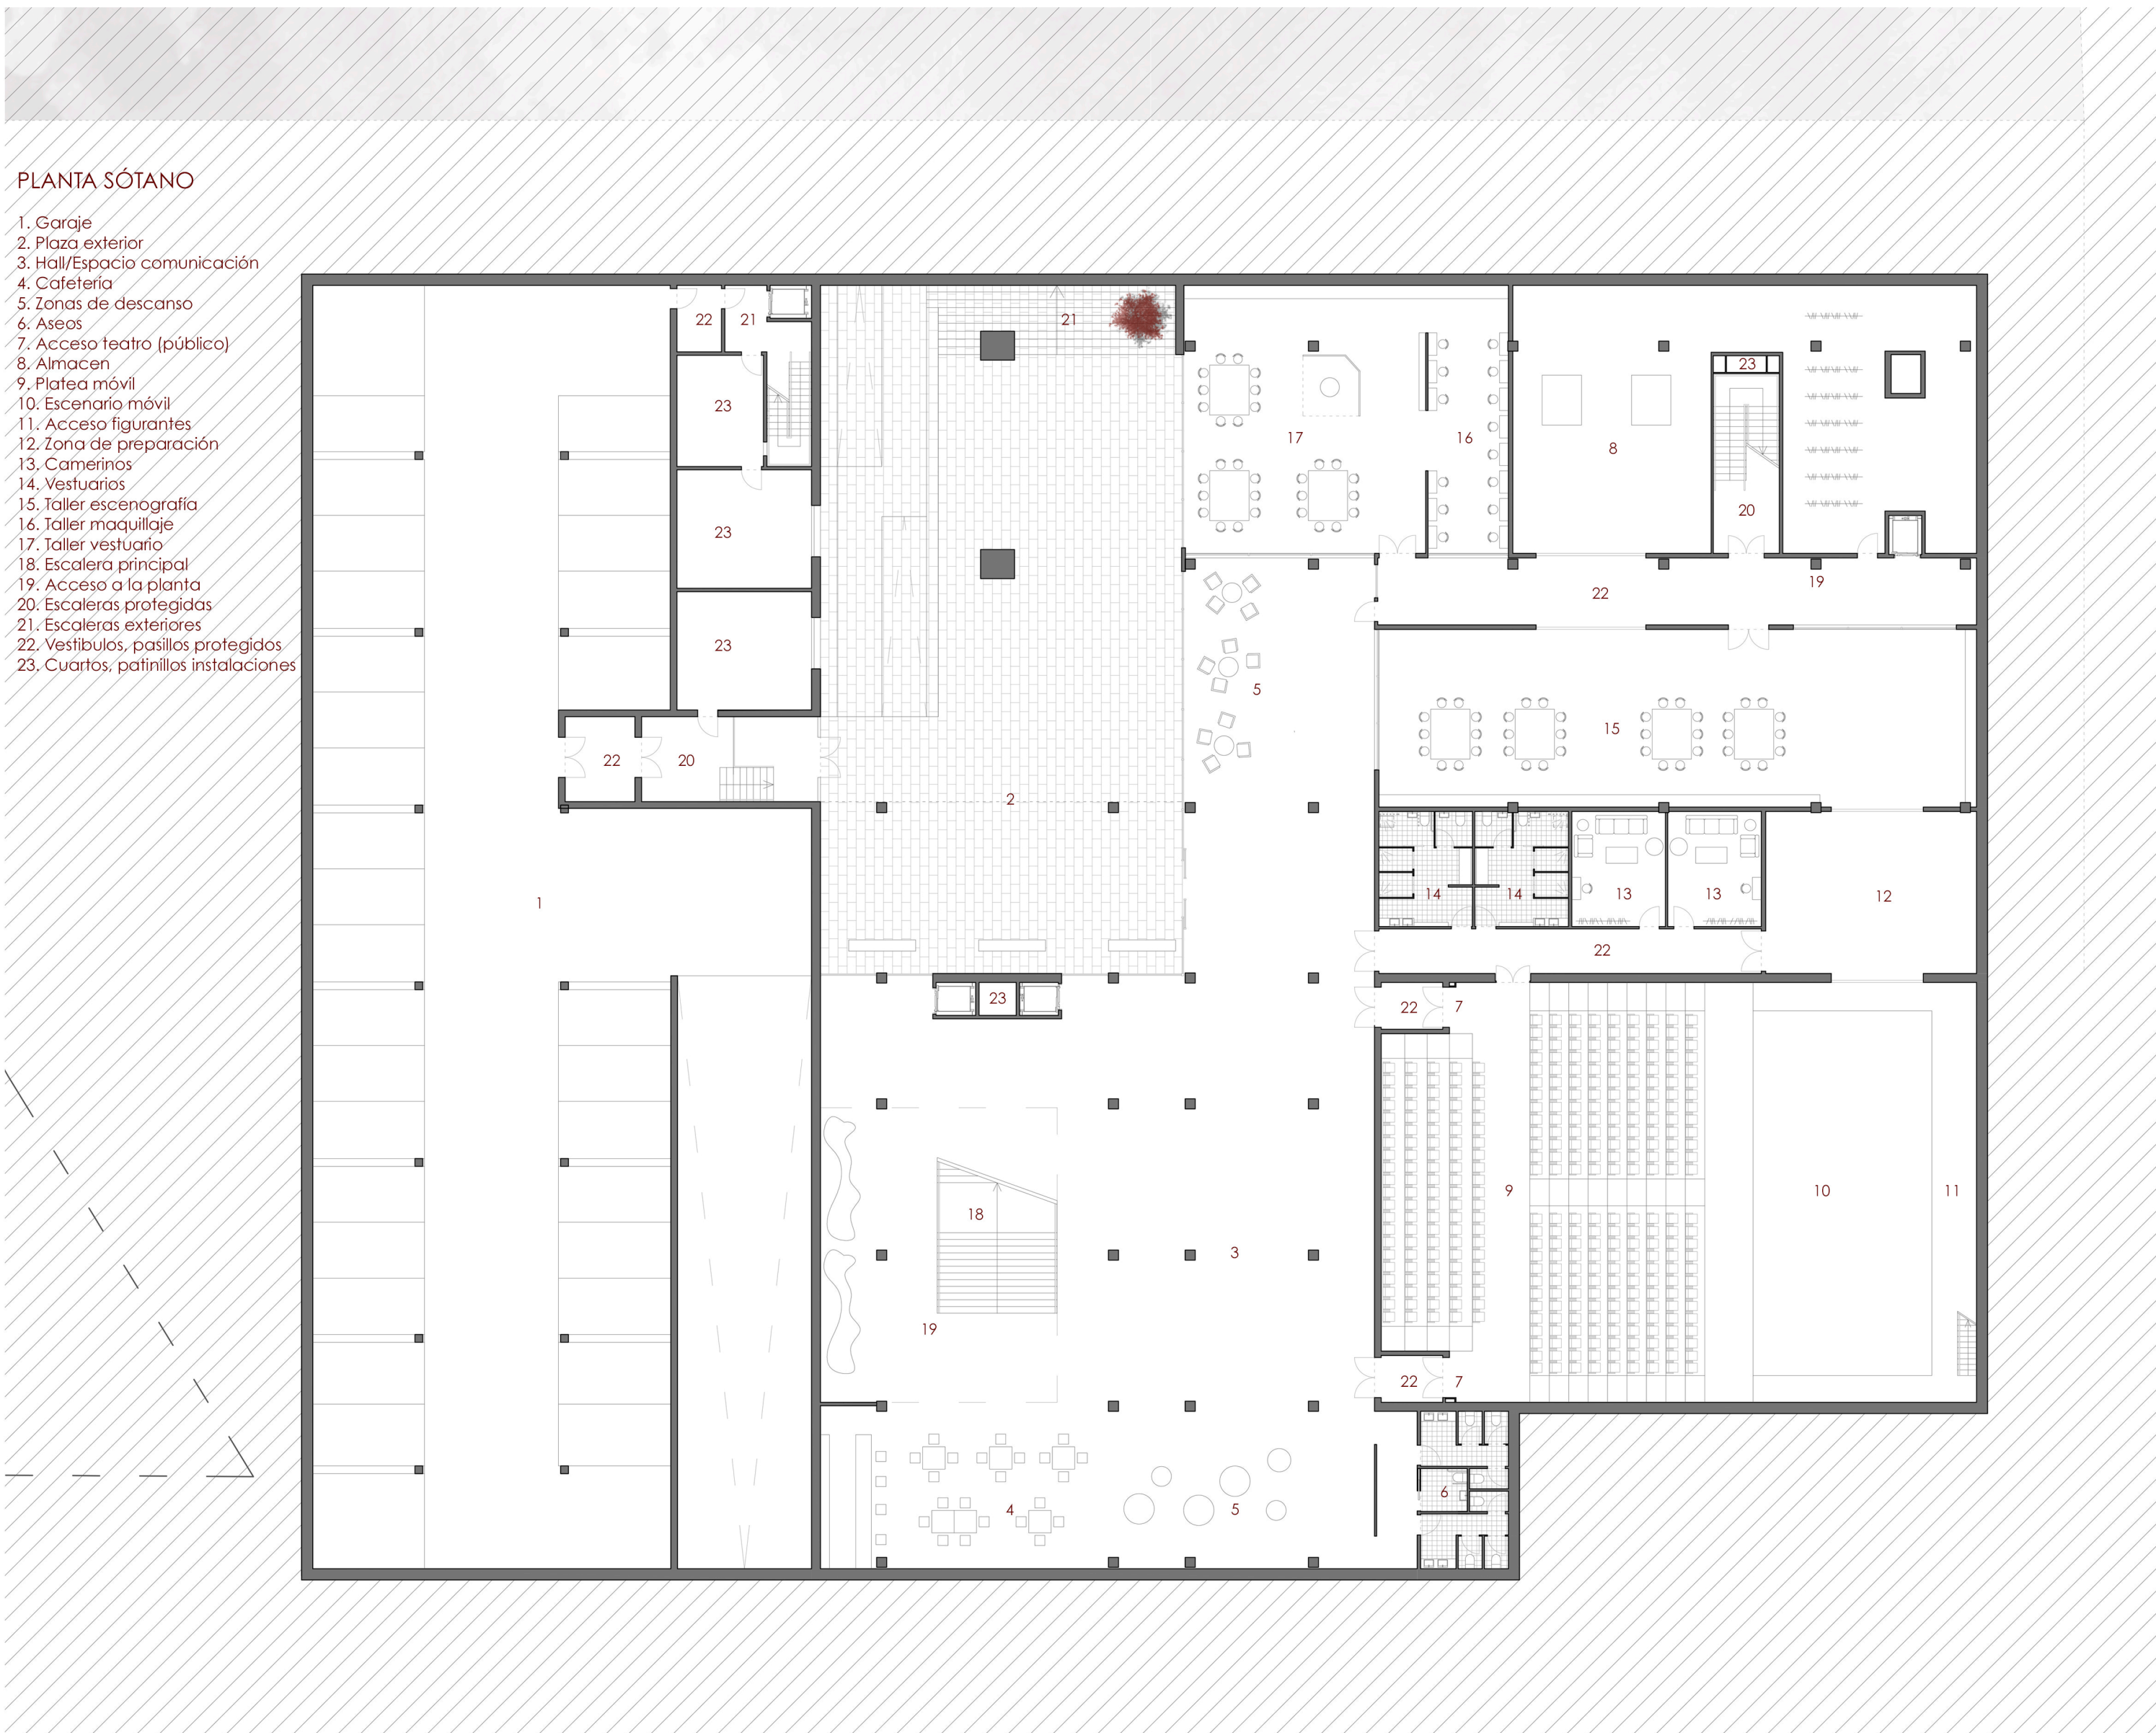 PLANTA SÓTANO
1. Garaje
2. Plaza exterior
3. Hall/Espacio comunicación
4. Cafetería
5. Zonas de descanso
6. Aseos
7. Acceso teatro (público)
8. Almacen
9. Platea móvil
10. Escenario móvil
11. Acceso figurantes
12. Zona de preparación
13. Camerinos
14. Vestuarios
15. Taller escenografía
16. Taller maquillaje
17. Taller vestuario
18. Escalera principal
19. Acceso a la planta
20. Escaleras protegidas
21. Escaleras exteriores
22. Vestibulos, pasillos protegidos
23. Cuartos, patinillos instalaciones
22 21 21
23
23
17 16 8
23
20
23
22 19
23
5
22 20
15
2
1
14 14 13 13 12
22
23
22 7
18
9 10 11
3
19
22 7
4 5 6